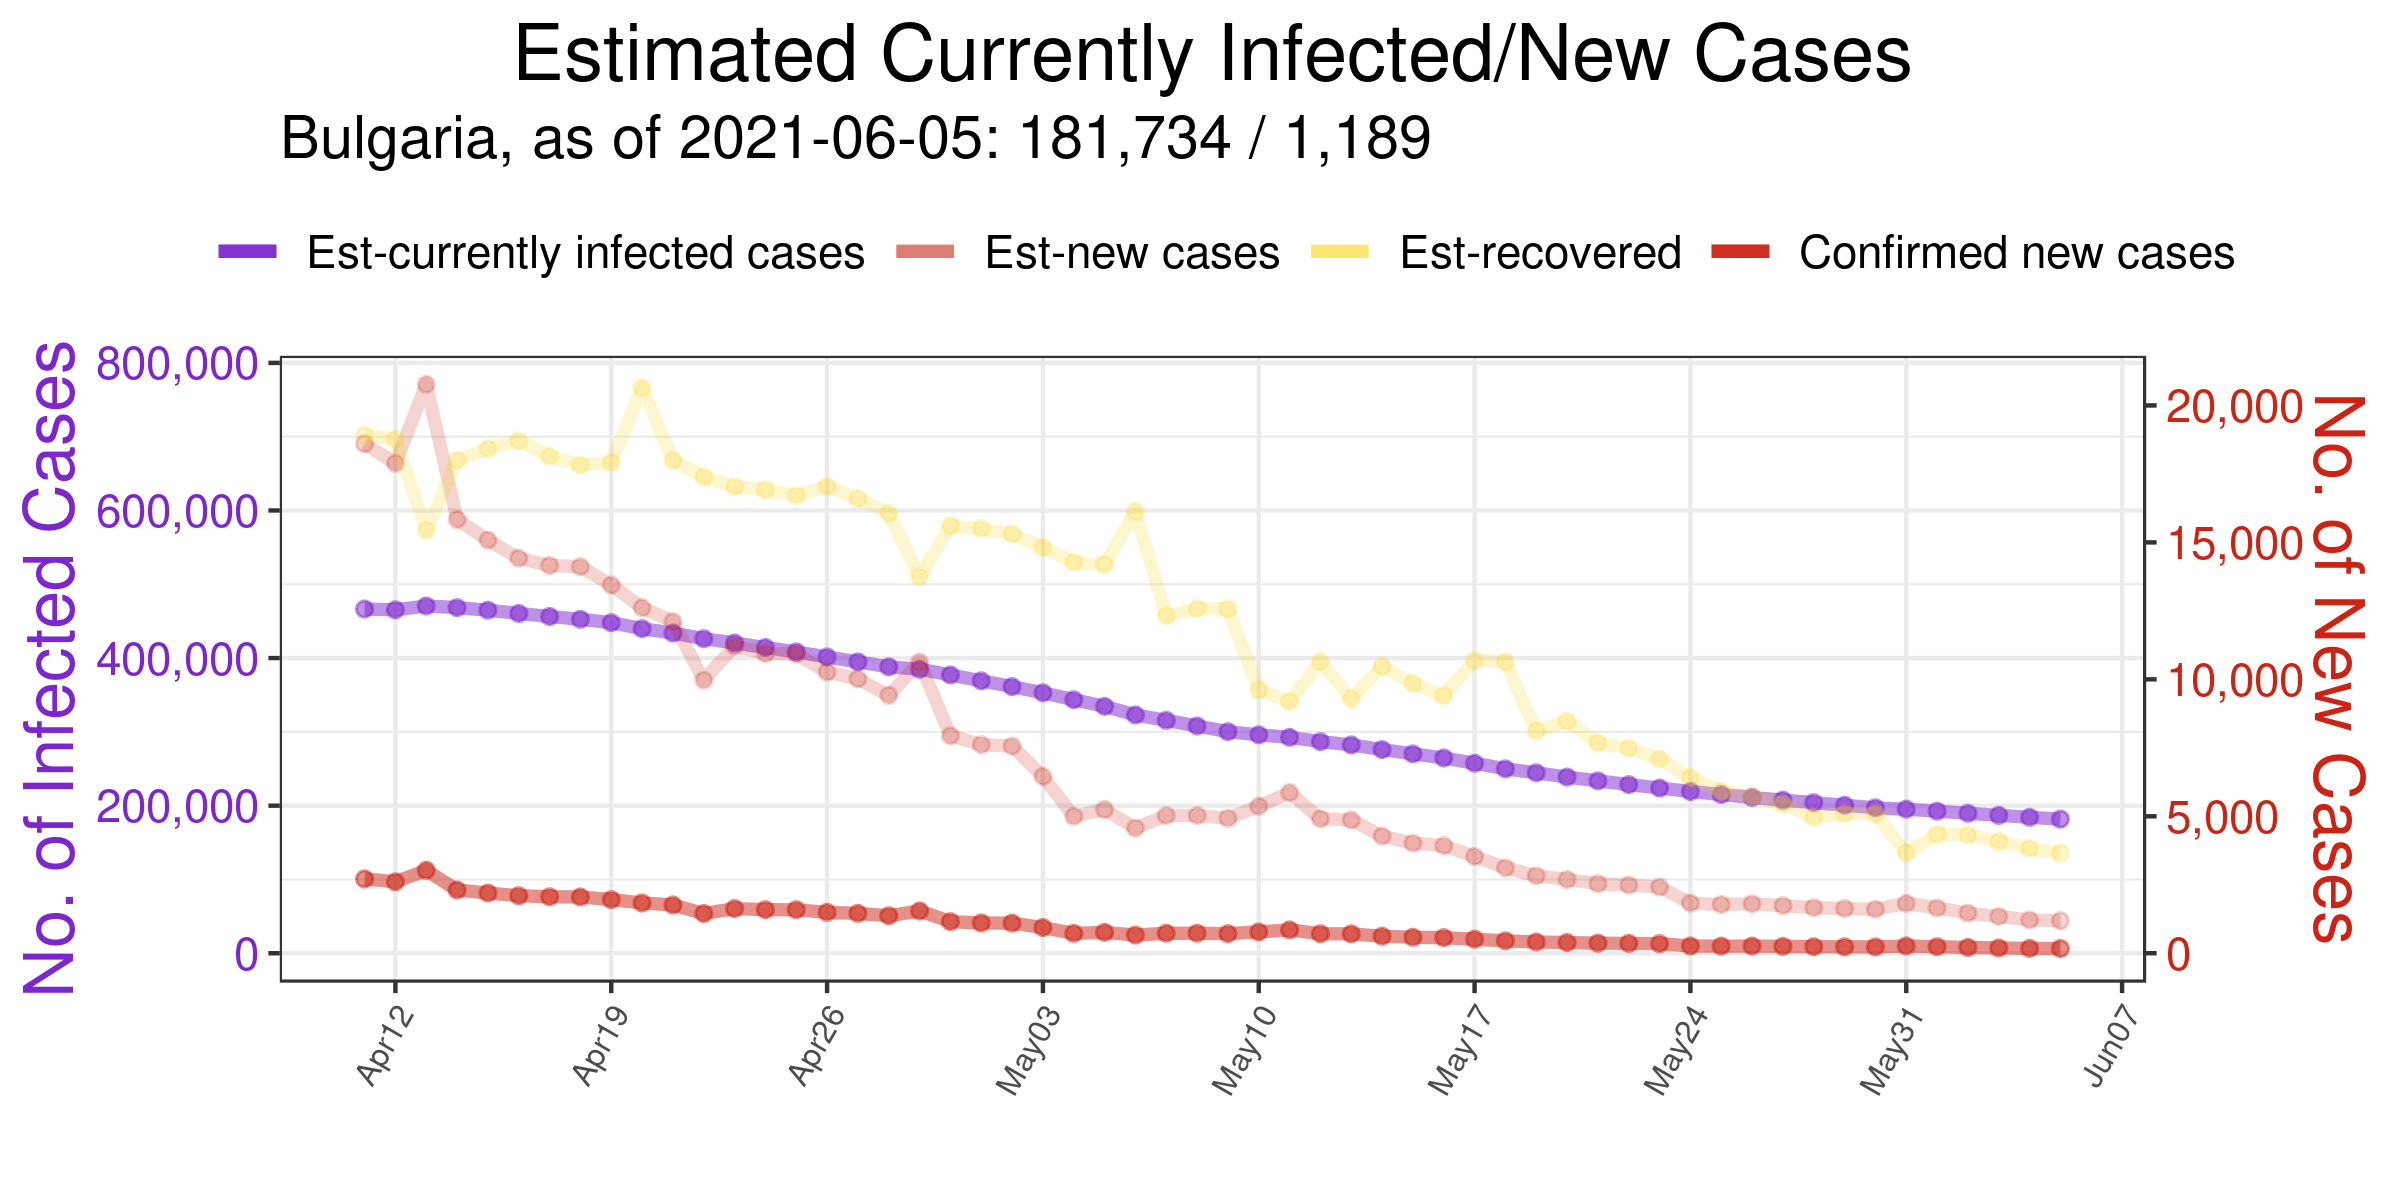 Estimated Currently Infected/New Cases
Bulgaria, as of 2021-06-05: 181,734 / 1,189
Est-currently infected cases Est-new cases Est-recovered Confirmed new cases
No. of Infected Cases
800,000
600,000
400,000
200,000
0
20,000
15,000
10,000
5,000
0
No. of New Cases
Apr12 Apr19 Apr26 May03 May10 May17 May24 May31 Jun07